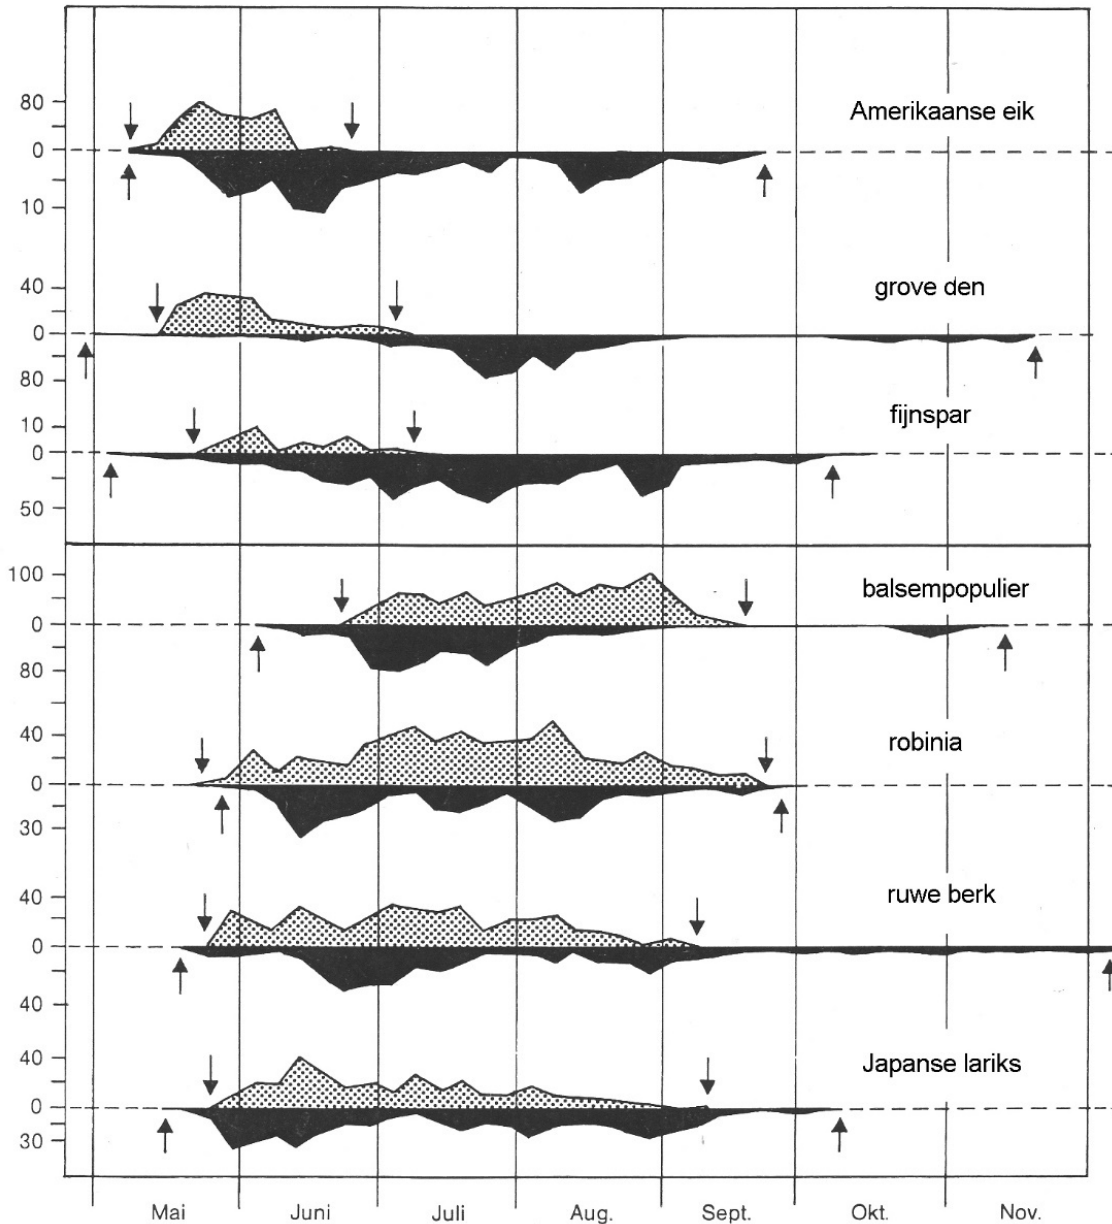 80
0
Amerikaanse eik
10
40
grove den
0
80
10
fijnspar
0
50
100
balsempopulier
0
80
40
robinia
0
30
40
ruwe berk
0
40
40
Japanse lariks
0
30
Mai Juni Juli Aug. Sept. Okt. Nov.